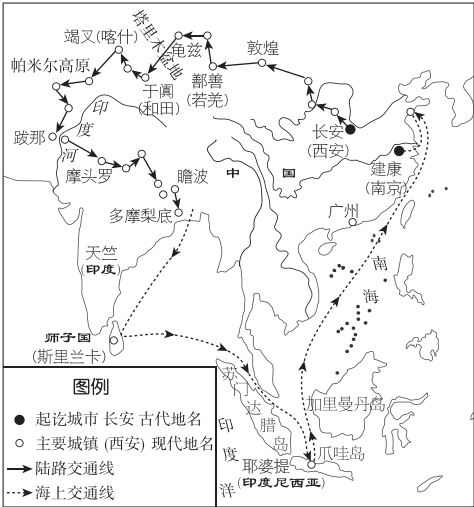 塔里木盆地
竭叉(喀什)
龟兹
敦煌
帕米尔高原
于阗
(和田)
鄯善
(若羌)
印度河
跋那
长安
(西安)
摩头罗
瞻波
中国
建康
(南京)
多摩梨底
广州
天竺
(印度)
南海
师子国
(斯里兰卡)
苏门达腊岛
加里曼丹岛
印度洋
爪哇岛
耶婆提
(印度尼西亚)
图例
起讫城市 长安 古代地名
主要城镇 (西安) 现代地名
陆路交通线
海上交通线